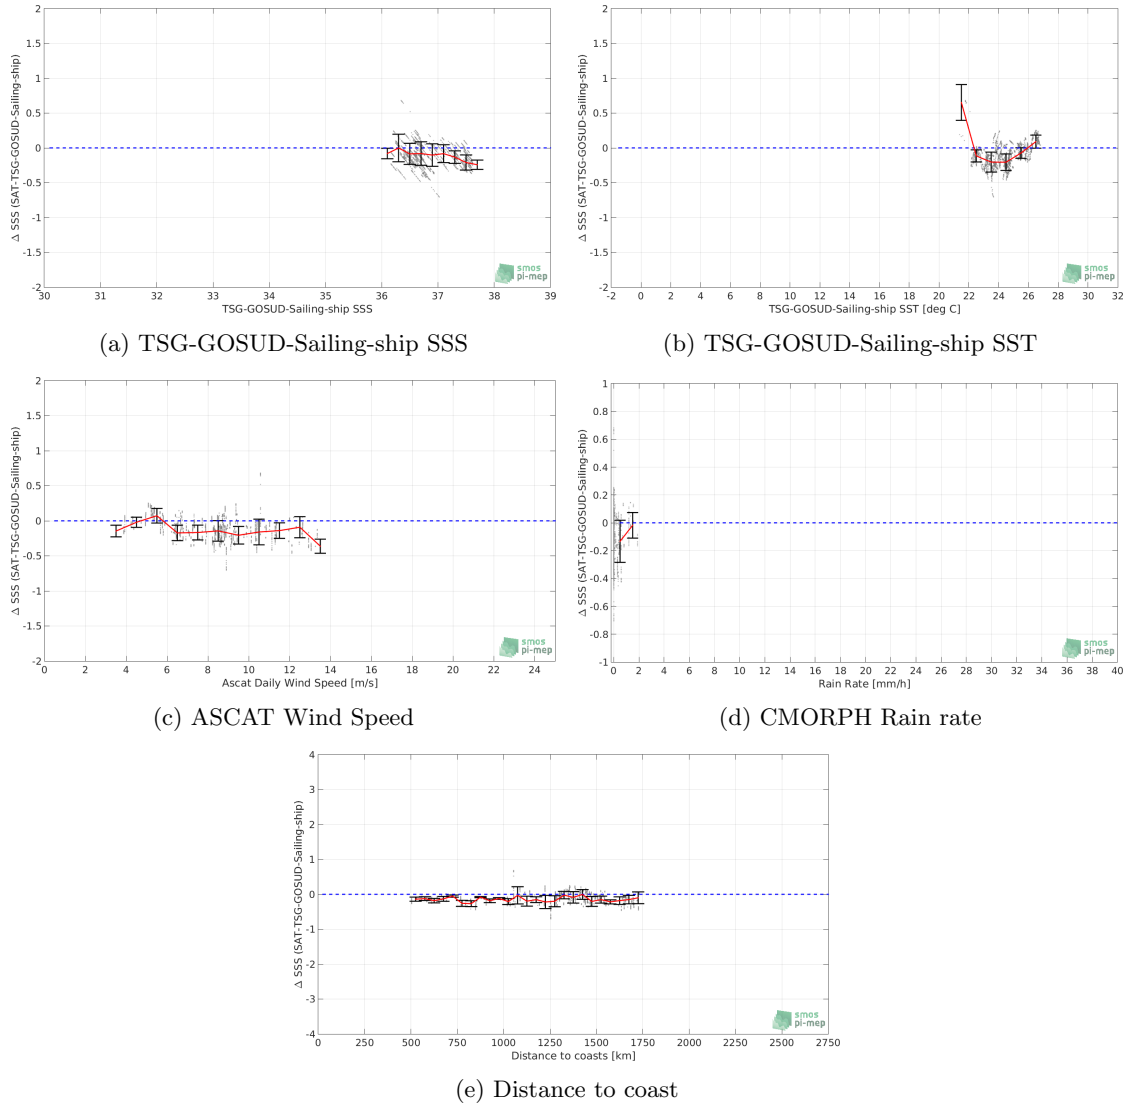 2
1.5
1
0.5
0
-0.5
-1
-1.5
-2
Δ SSS (SAT-TSG-GOSUD-Sailing-ship)
30 31 32 33 34 35 36 37 38 39
TSG-GOSUD-Sailing-ship SSS
smos
pi-mep
(a) TSG-GOSUD-Sailing-ship SSS
2
1.5
1
0.5
0
-0.5
-1
-1.5
-2
Δ SSS (SAT-TSG-GOSUD-Sailing-ship)
-2 0 2 4 6 8 10 12 14 16 18 20 22 24 26 28 30 32
TSG-GOSUD-Sailing-ship SST [deg C]
smos
pi-mep
(b) TSG-GOSUD-Sailing-ship SST
2
1.5
1
0.5
0
-0.5
-1
-1.5
-2
Δ SSS (SAT-TSG-GOSUD-Sailing-ship)
0 2 4 6 8 10 12 14 16 18 20 22 24
Ascat Daily Wind Speed [m/s]
smos
pi-mep
(c) ASCAT Wind Speed
1
0.8
0.6
0.4
0.2
0
-0.2
-0.4
-0.6
-0.8
-1
Δ SSS (SAT-TSG-GOSUD-Sailing-ship)
0 2 4 6 8 10 12 14 16 18 20 22 24 26 28 30 32 34 36 38 40
Rain Rate [mm/h]
smos
pi-mep
(d) CMORPH Rain rate
4
3
2
1
0
-1
-2
-3
-4
Δ SSS (SAT-TSG-GOSUD-Sailing-ship)
0 250 500 750 1000 1250 1500 1750 2000 2250 2500 2750
Distance to coasts [km]
smos
pi-mep
(e) Distance to coast